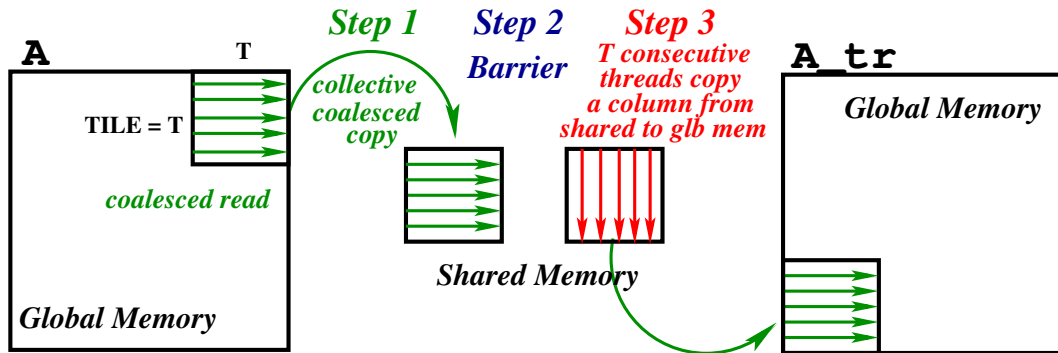 A
T
TILE = T
coalesced read
Global Memory
Step 1
collective
coalesced
copy
Step 2
Barrier
Step 3
T consecutive
threads copy
a column from
shared to glb mem
Shared Memory
A_tr
Global Memory